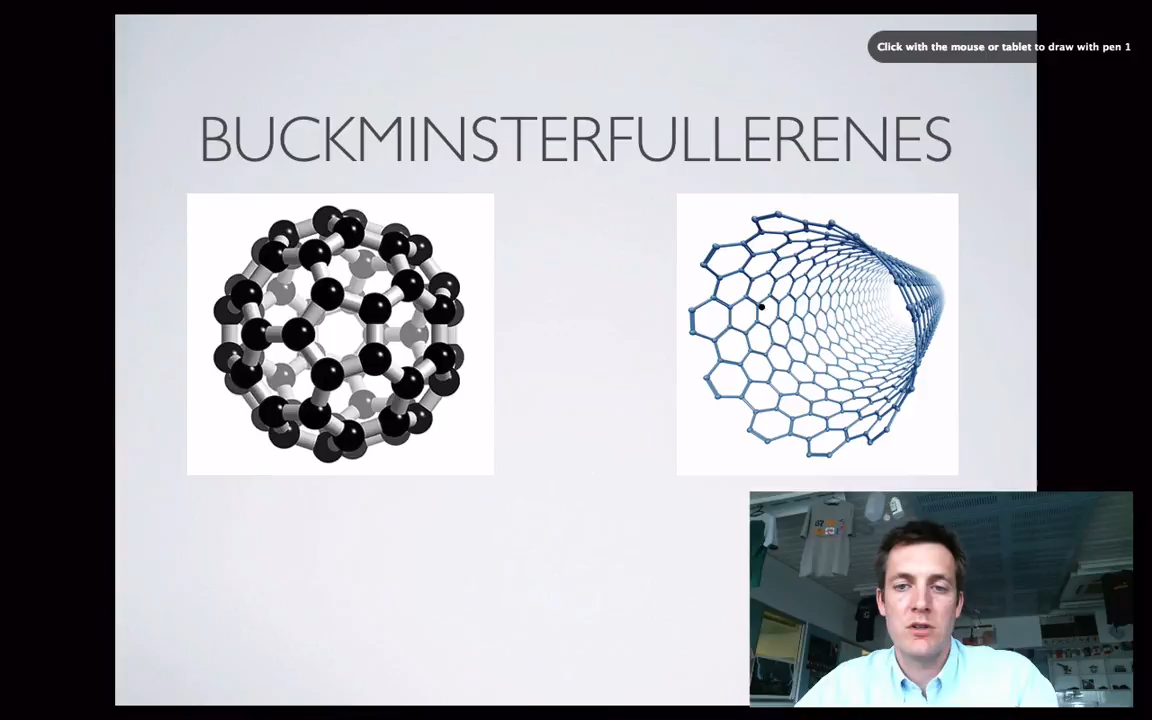 Click with the mouse or tablet to draw with pen 1
BUCKMINSTERFULLERENES